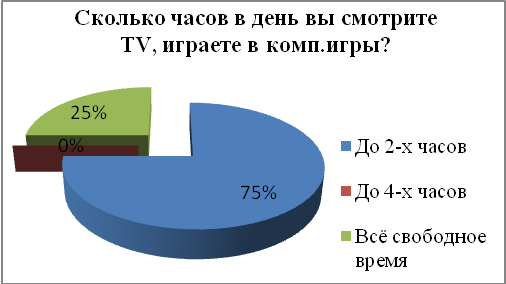 Сколько часов в день вы смотрите
TV, играете в комп.игры?
25%
0%
75%
До 2-х часов
До 4-х часов
Всё свободное
время